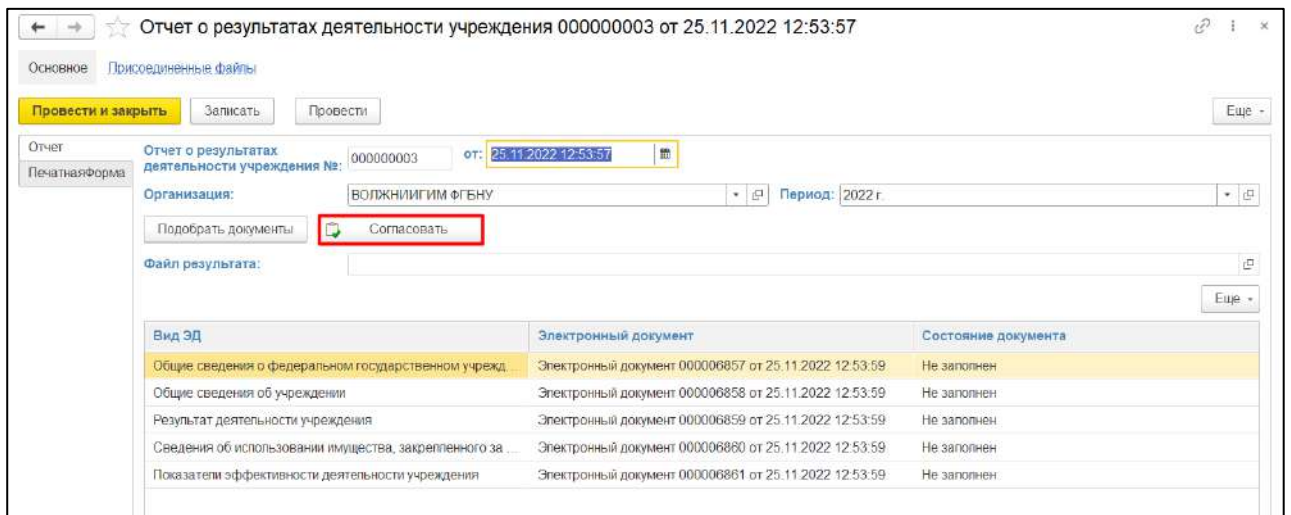 Отчет о результатах деятельности учреждения 000000003 от 25.11.2022 12:53:57
Основное Присоединенные файлы
Провести и закрыть Записать Провести Еще
Отчет
ПечатнаяФорма
Отчет о результатах
деятельности учреждения №: 000000003 от: 25.11.2022 12:53:57
Организация: ВОЛЖНИИГИМ ФГБНУ Период: 2022 г.
Подобрать документы Согласовать
Файл результата:
Еще
Вид ЭД Электронный документ Состояние документа
Общие сведения о федеральном государственном учрежд... Электронный документ 000006857 от 25.11.2022 12:53:59 Не заполнен
Общие сведения об учреждении Электронный документ 000006858 от 25.11.2022 12:53:59 Не заполнен
Результат деятельности учреждения Электронный документ 000006859 от 25.11.2022 12:53:59 Не заполнен
Сведения об использовании имущества, закрепленного за ... Электронный документ 000006860 от 25.11.2022 12:53:59 Не заполнен
Показатели эффективности деятельности учреждения Электронный документ 000006861 от 25.11.2022 12:53:59 Не заполнен